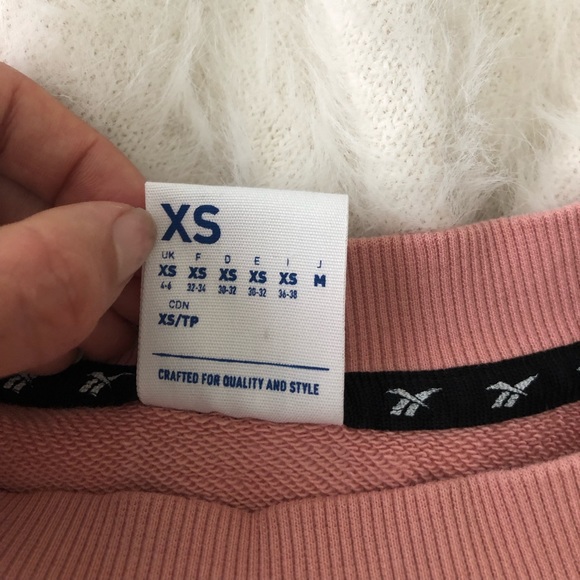 XS
UK F D E I J
XS XS XS XS XS M
4-6 32-34 30-32 30-32 36-38
CDN
XS/TP
CRAFTED FOR QUALITY AND STYLE